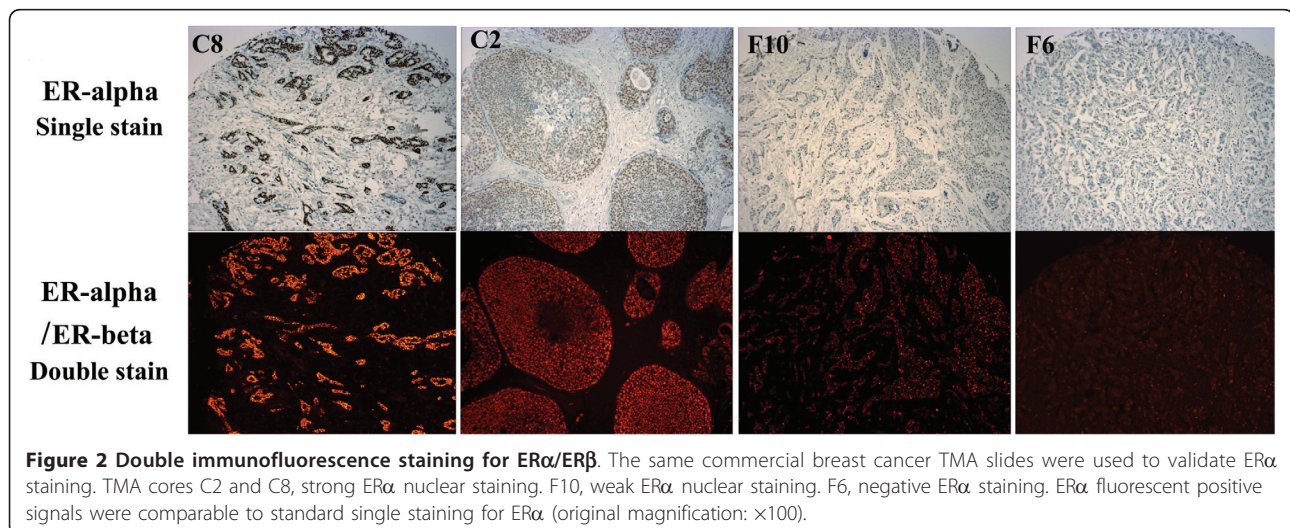 C8
C2
F10
F6
ER-alpha
Single stain
ER-alpha
/ER-beta
Double stain
Figure 2 Double immunofluorescence staining for ERα/ERβ. The same commercial breast cancer TMA slides were used to validate ERα
staining. TMA cores C2 and C8, strong ERα nuclear staining. F10, weak ERα nuclear staining. F6, negative ERα staining. ERα fluorescent positive
signals were comparable to standard single staining for ERα (original magnification: ×100).